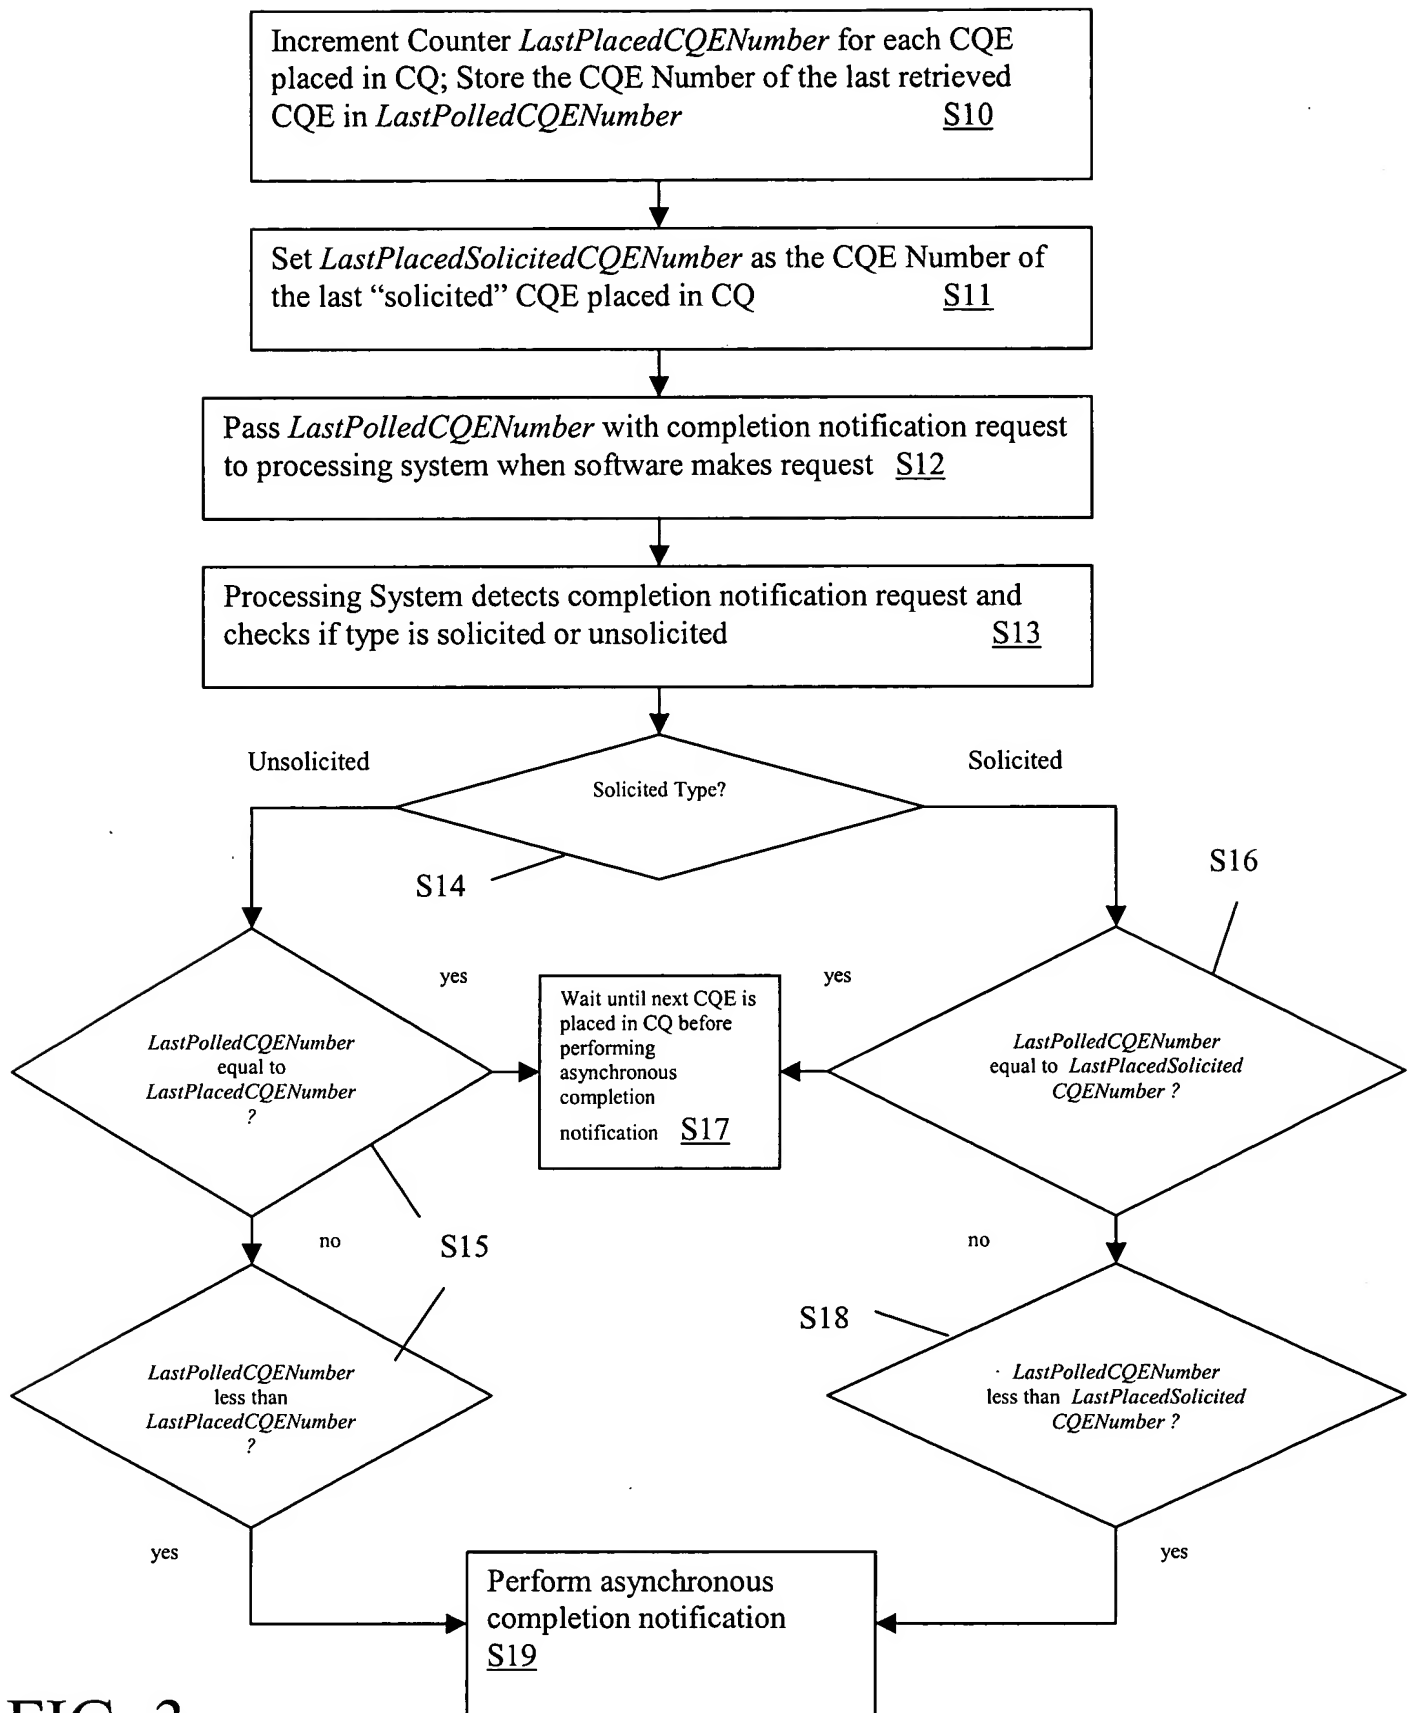 Increment Counter LastPlacedCQENumber for each CQE
placed in CQ; Store the CQE Number of the last retrieved
CQE in LastPolledCQENumber S10
Set LastPlacedSolicitedCQENumber as the CQE Number of
the last “solicited” CQE placed in CQ S11
Pass LastPolledCQENumber with completion notification request
to processing system when software makes request S12
Processing System detects completion notification request and
checks if type is solicited or unsolicited S13
Unsolicited
Solicited
Solicited Type?
S14
S16
yes
yes
LastPolledCQENumber
equal to
LastPlacedCQENumber
?
Wait until next CQE is
placed in CQ before
performing
asynchronous
completion
notification S17
LastPolledCQENumber
equal to LastPlacedSolicited
CQENumber ?
no
S15
no
S18
LastPolledCQENumber
less than
LastPlacedCQENumber
?
LastPolledCQENumber
less than LastPlacedSolicited
CQENumber ?
yes
yes
Perform asynchronous
completion notification
S19
FIG. 3